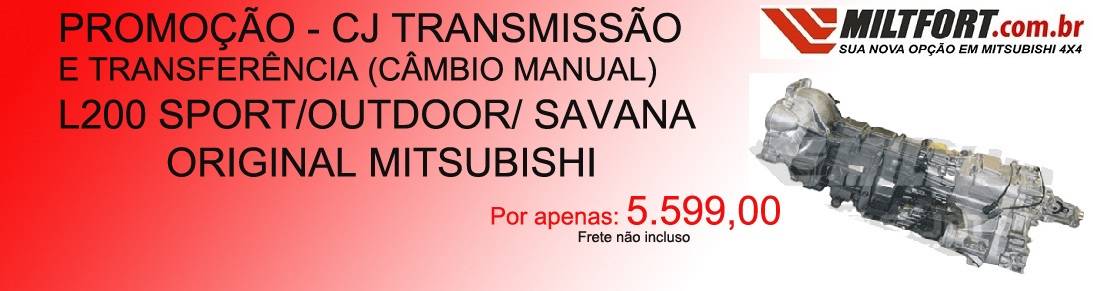 PROMOÇÃO - CJ TRANSMISSÃO
E TRANSFERÊNCIA (CÂMBIO MANUAL)
L200 SPORT/OUTDOOR/ SAVANA
ORIGINAL MITSUBISHI
Por apenas: 5.599,00
Frete não incluso
MILTFORT.com.br
SUA NOVA OPÇÃO EM MITSUBISHI 4X4